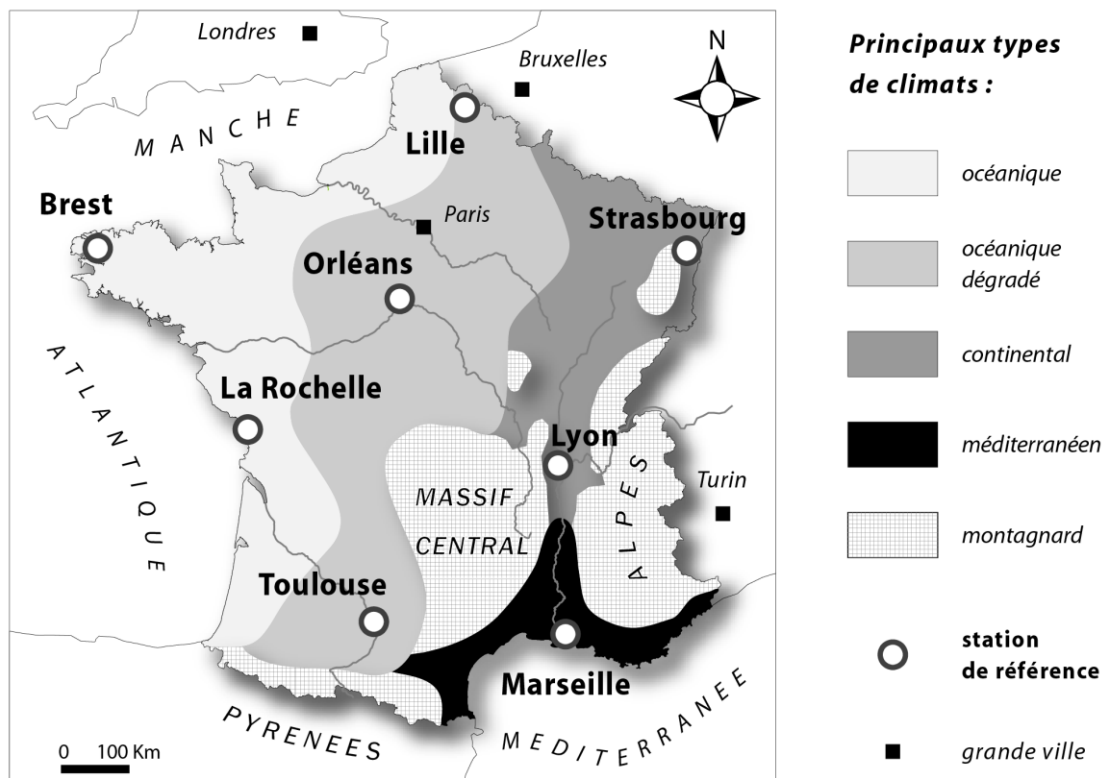 Londres
Bruxelles
N
MANCHE
Lille
Brest
Paris
Strasbourg
Orléans
ATLANTIQUE
La Rochelle
Lyon
MASSIF
CENTRAL
ALPES
Turin
Toulouse
Marseille
PYRENEES
MEDITERRANEE
0 100 Km
Principaux types
de climats :
océanique
océanique
dégradé
continental
méditerranéen
montagnard
station
de référence
grande ville